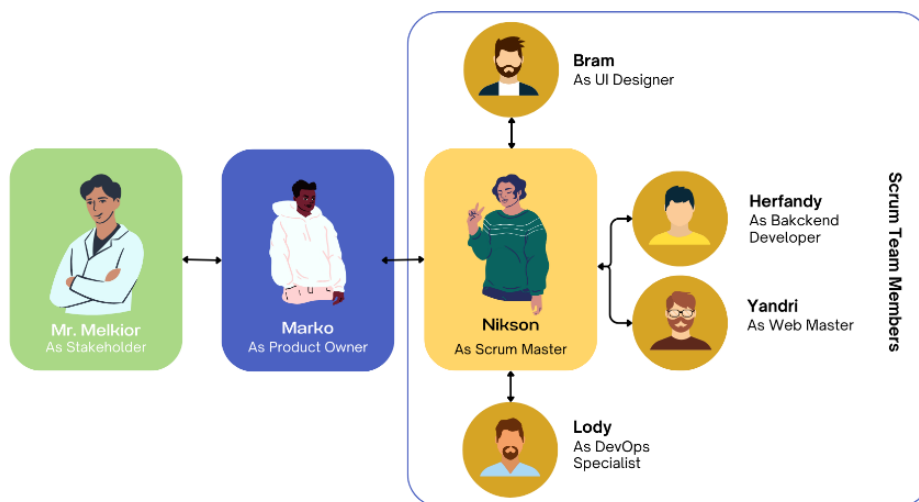 Bram
As UI Designer
Mr. Melkior
As Stakeholder
Marko
As Product Owner
Nikson
As Scrum Master
Herfandy
As Bakckend
Developer
Yandri
As Web Master
Lody
As DevOps
Specialist
Scrum Team Members